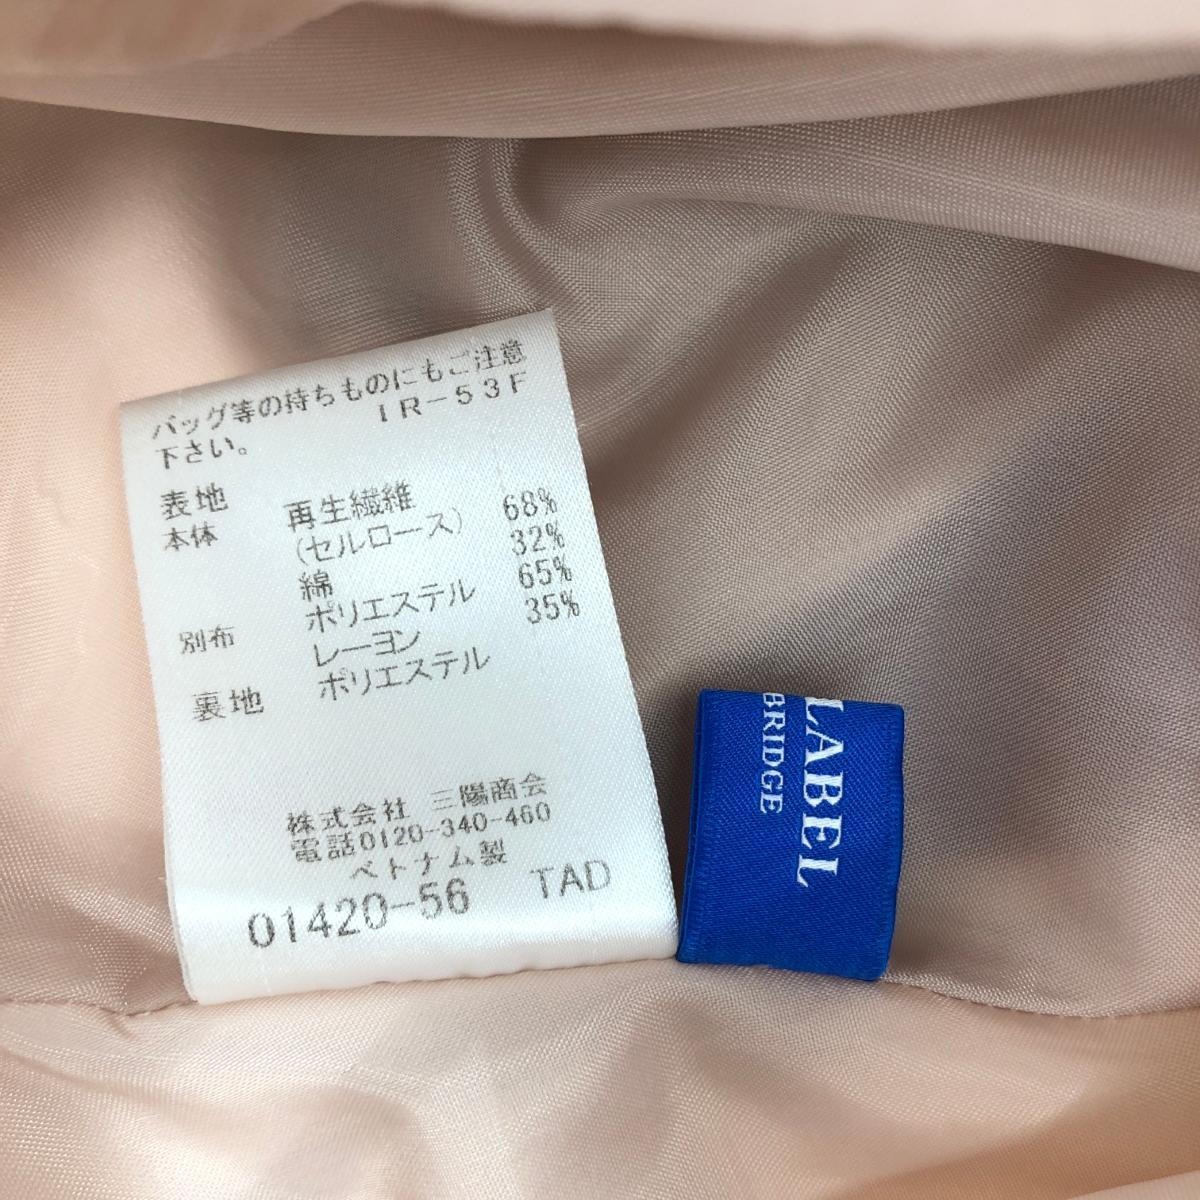 バッグ等の持ちものにもご注意
下さい。 IR-53F
表地 再生繊維 68%
本体 (セルロース) 32%
綿 65%
ポリエステル 35%
別布 レーヨン
裏地 ポリエステル
株式会社 三陽商会
電話0120-340-460
ベトナム製
01420-56 TAD
LABEL
BRIDGE